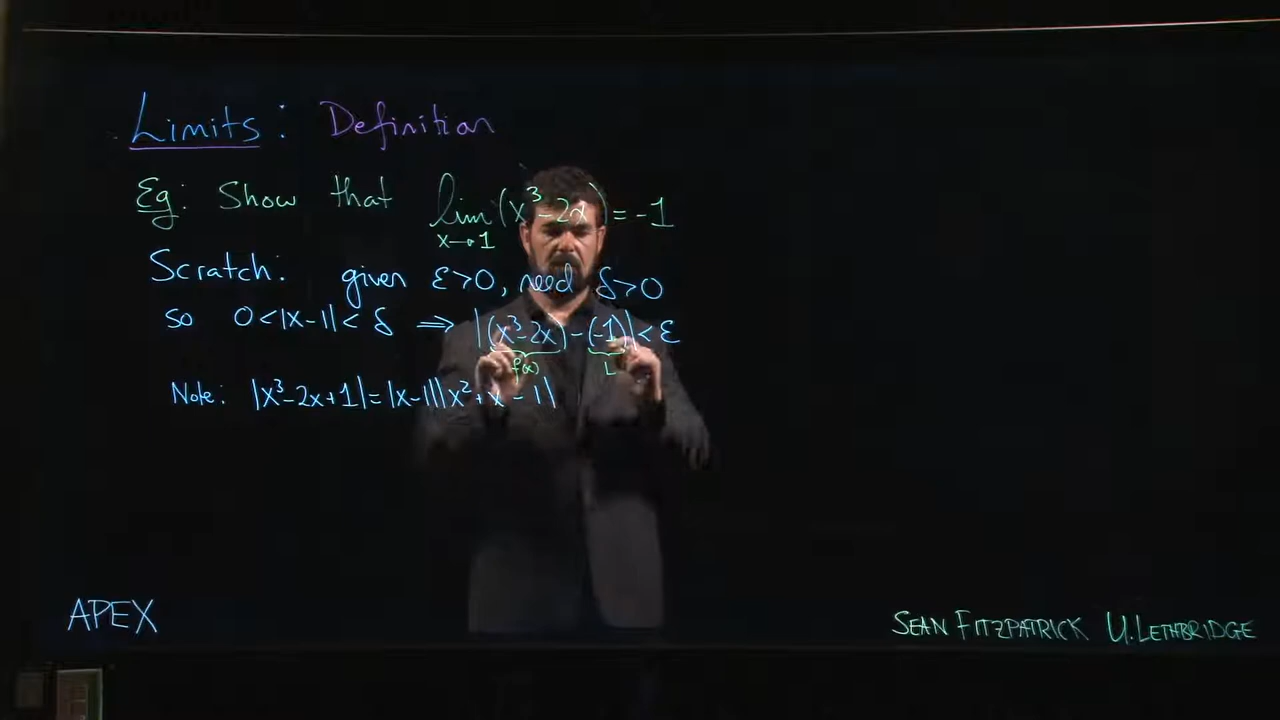 Limits: Definition
Eg: Show that lim x→1 (x³-2x) = -1
Scratch: given ε>0, need δ>0
so 0<|x-1|<δ ⇒ |(x³-2x)-(-1)|<ε
f(x) L
Note: |x³-2x+1|=|x-1||x²+x-1|
APEX
SEAN FITZPATRICK U. LETHBRIDGE